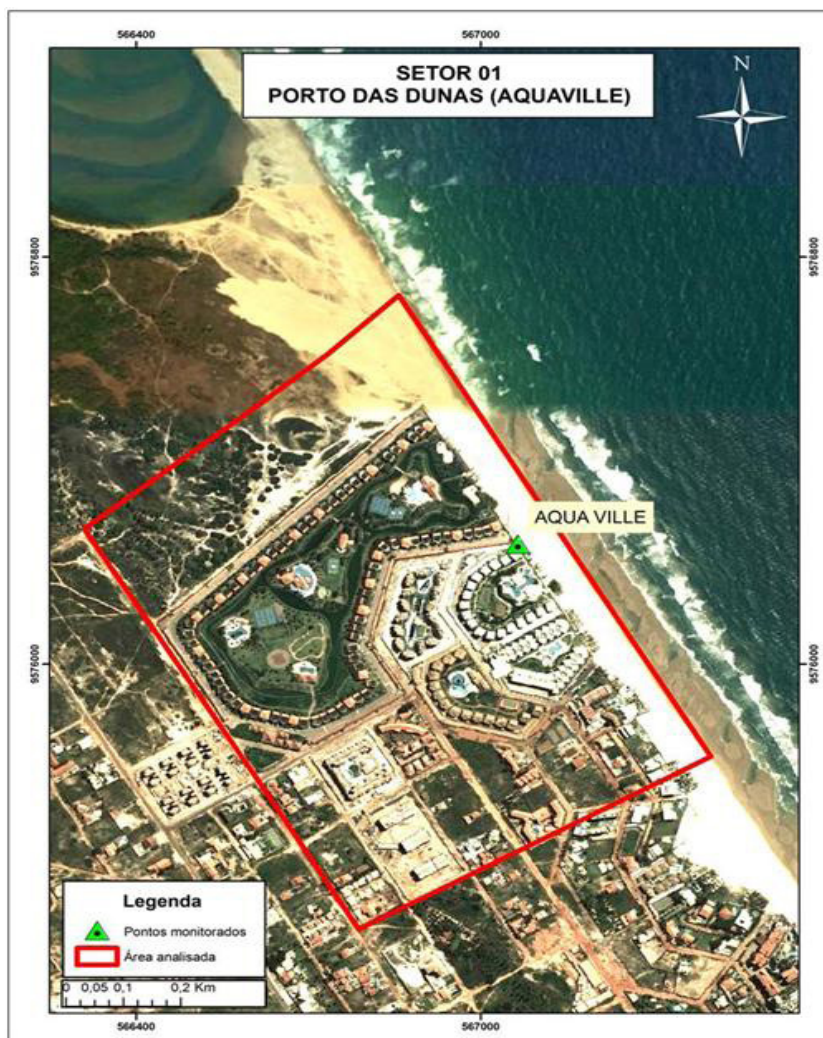 566400 567000
SETOR 01
PORTO DAS DUNAS (AQUAVILLE)
N
9576800 9576800
AQUA VILLE
9576000 9576000
Legenda
Pontos monitorados
Área analisada
0 0,05 0,1 0,2 Km
566400 567000